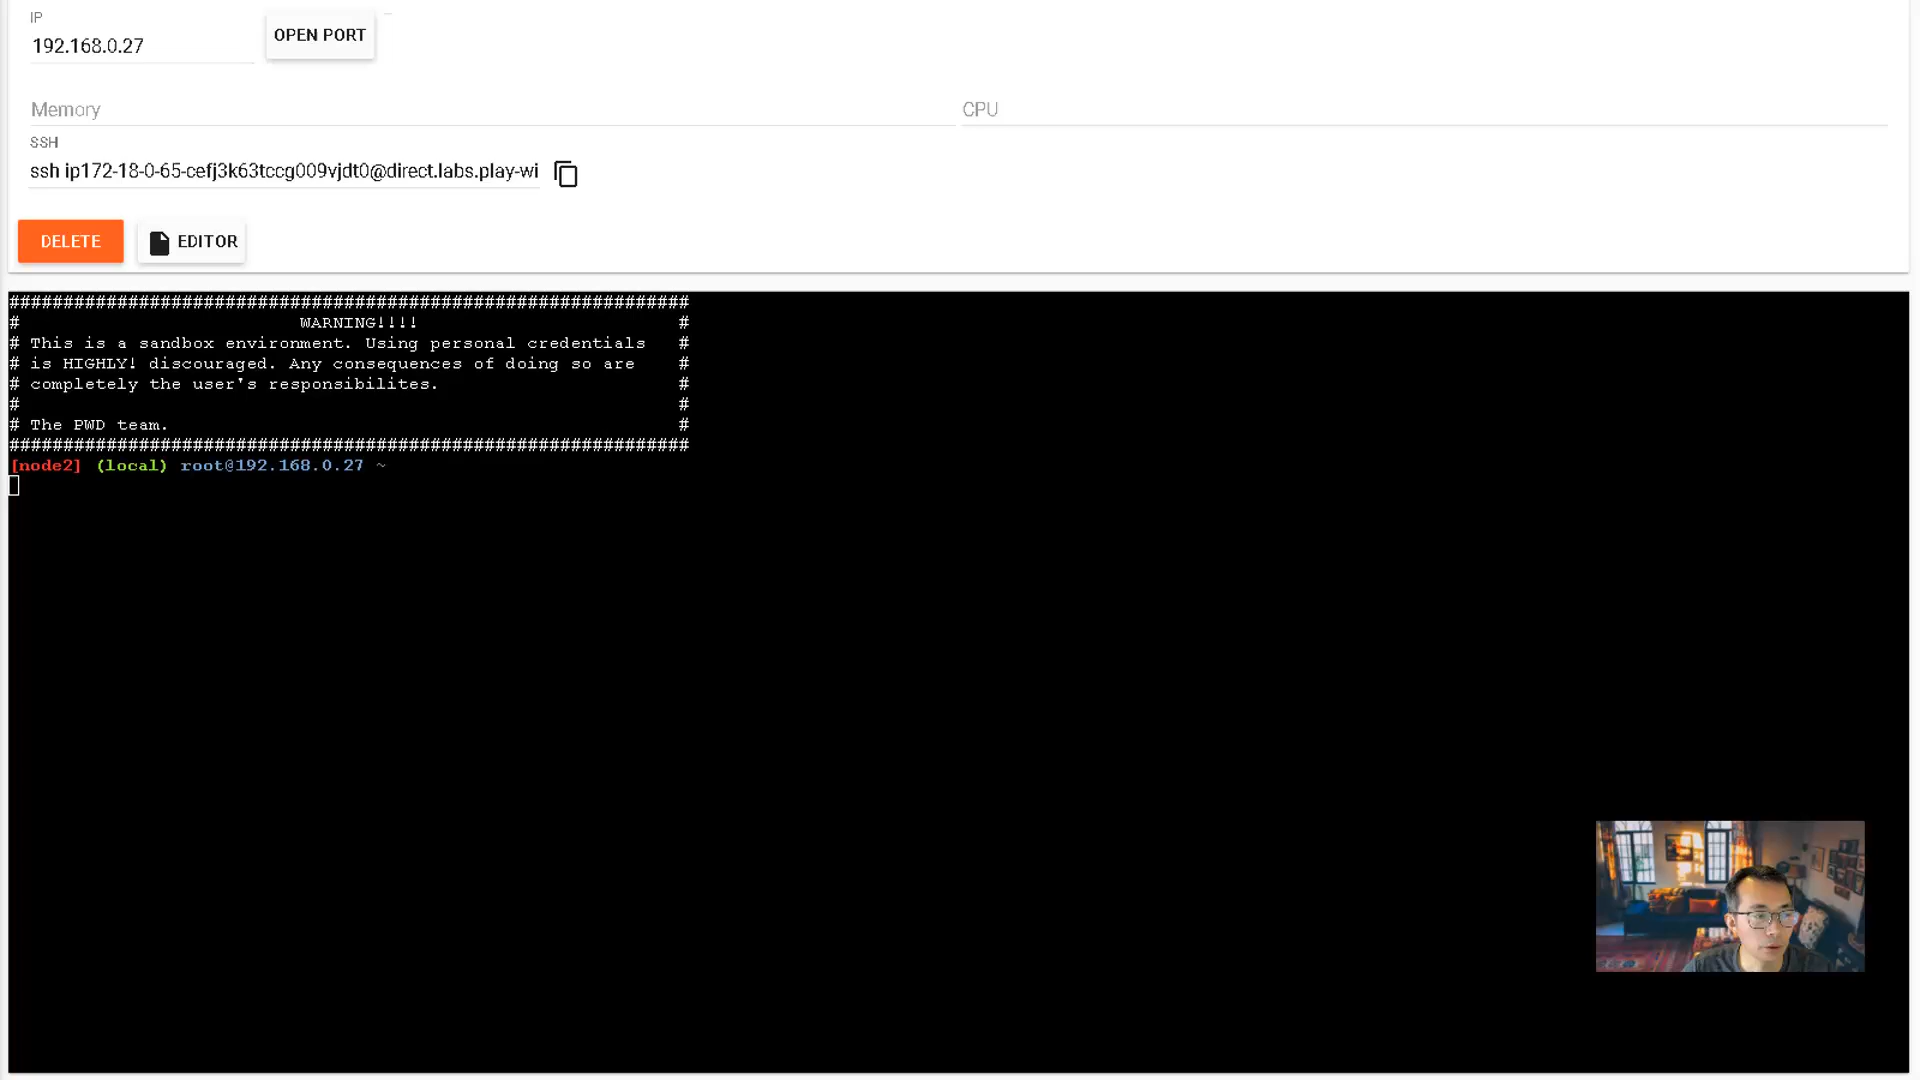 IP
192.168.0.27
OPEN PORT
Memory
CPU
SSH
ssh ip172-18-0-65-cefj3k63tccg009vjdt0@direct.labs.play-wi
DELETE
EDITOR
###############################################################
# WARNING!!!! #
# This is a sandbox environment. Using personal credentials #
# is HIGHLY! discouraged. Any consequences of doing so are #
# completely the user's responsibilites. #
# #
# The PWD team. #
###############################################################
[node2] (local) root@192.168.0.27 ~